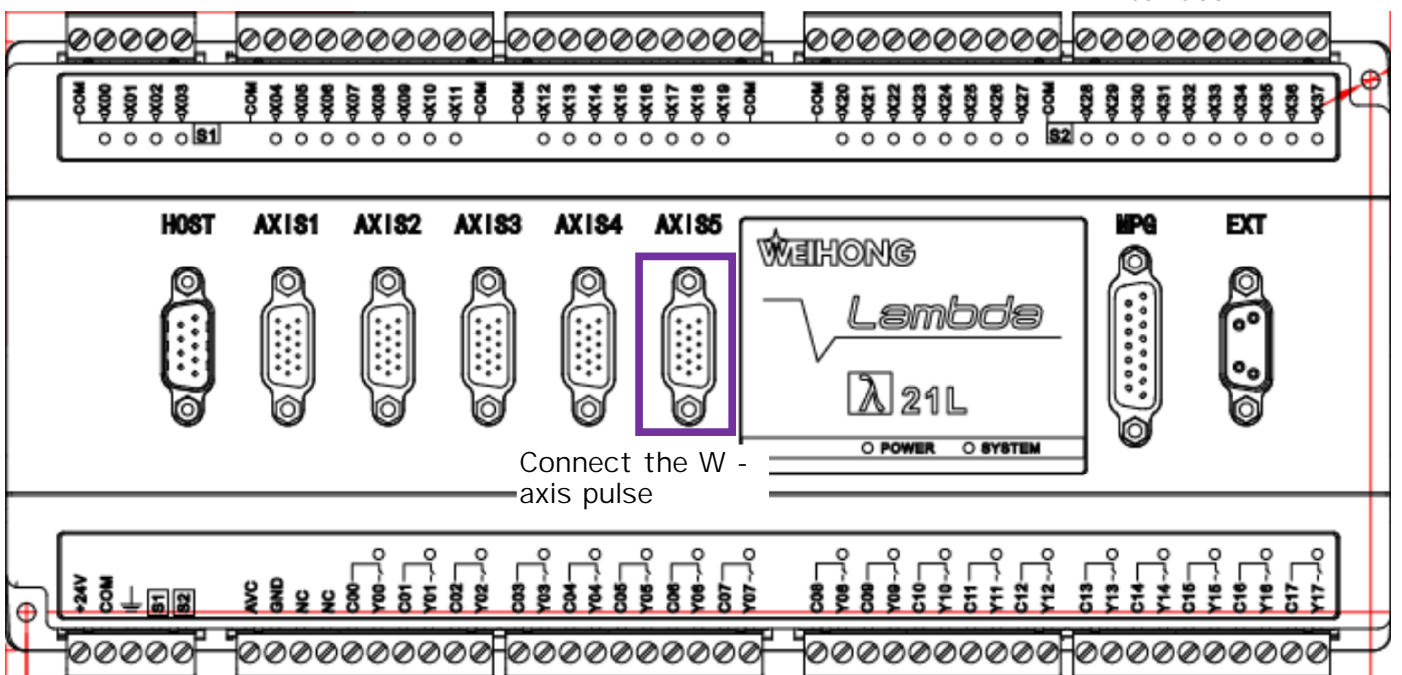 COM X00 X01 X02 X03 S1 COM X04 X05 X06 X07 X08 X09 X10 X11 COM COM X12 X13 X14 X15 X16 X17 X18 X19 COM COM X20 X21 X22 X23 X24 X25 X26 X27 COM S2 X28 X29 X30 X31 X32 X33 X34 X35 X36 X37
HOST AXIS1 AXIS2 AXIS3 AXIS4 AXIS5 MPG EXT
WEIHONG
Lambda
λ 21L
POWER SYSTEM
Connect the W -
axis pulse
+24V COM S1 S2 AVC GND NC NC C00 Y00 C01 Y01 C02 Y02 C03 Y03 C04 Y04 C05 Y05 C06 Y06 C07 Y07 C08 Y08 C09 Y09 C10 Y10 C11 Y11 C12 Y12 C13 Y13 C14 Y14 C15 Y15 C16 Y16 C17 Y17